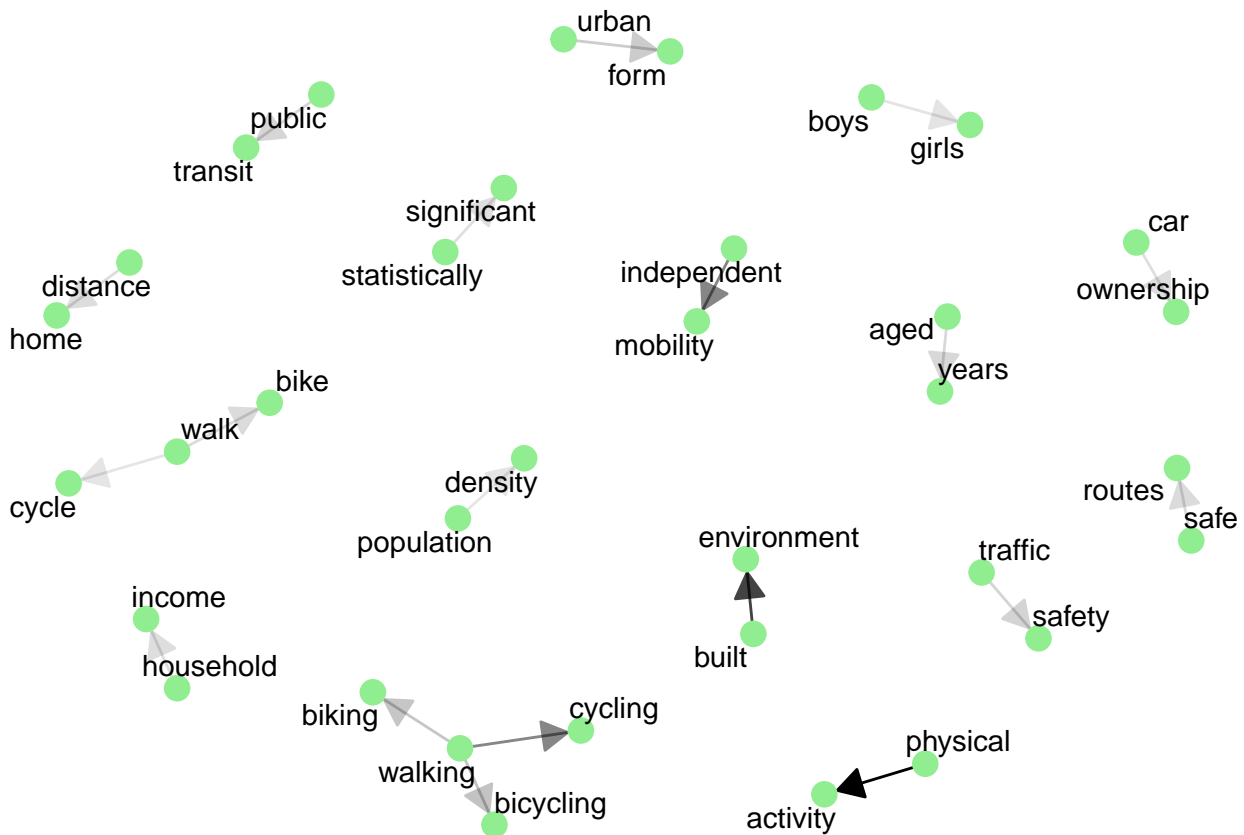 urban
form
public
transit
boys
girls
significant
statistically
car
ownership
distance
home
independent
mobility
aged
years
bike
walk
cycle
density
population
routes
safe
environment
built
traffic
safety
income
household
biking
cycling
walking
bicycling
physical
activity